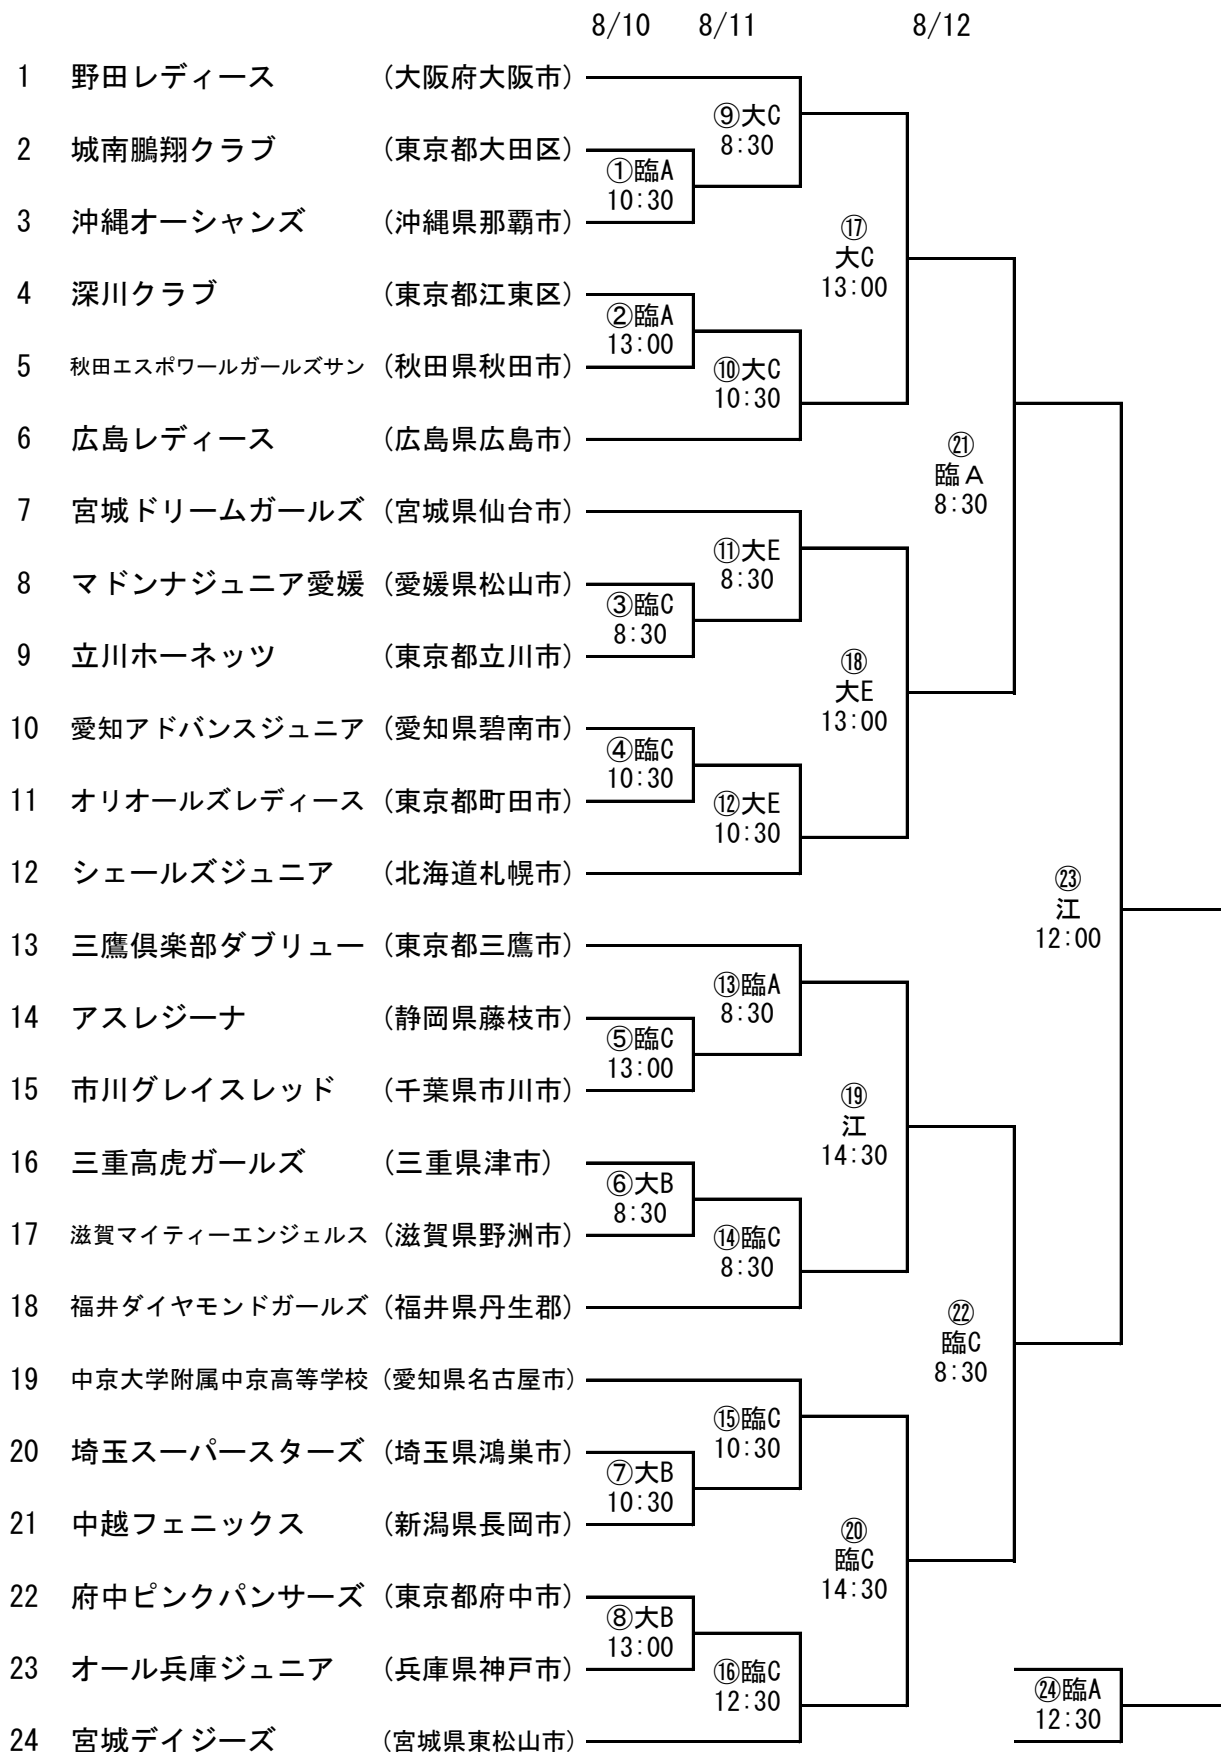 8/10 8/11 8/12
1 野田レディース (大阪府大阪市)
⑨大C
8:30
2 城南鵬翔クラブ (東京都大田区)
①臨A
10:30
3 沖縄オーシャンズ (沖縄県那覇市)
⑰
大C
13:00
4 深川クラブ (東京都江東区)
②臨A
13:00
5 秋田エスポワールガールズサン (秋田県秋田市)
⑩大C
10:30
6 広島レディース (広島県広島市)
㉑
臨A
8:30
7 宮城ドリームガールズ (宮城県仙台市)
⑪大E
8:30
8 マドンナジュニア愛媛 (愛媛県松山市)
③臨C
8:30
9 立川ホーネッツ (東京都立川市)
⑱
大E
13:00
10 愛知アドバンスジュニア (愛知県碧南市)
④臨C
10:30
11 オリオールズレディース (東京都町田市)
⑫大E
10:30
12 シェールズジュニア (北海道札幌市)
㉓
江
12:00
13 三鷹倶楽部ダブリュー (東京都三鷹市)
⑬臨A
8:30
14 アスレジーナ (静岡県藤枝市)
⑤臨C
13:00
15 市川グレイスレッド (千葉県市川市)
⑲
江
14:30
16 三重高虎ガールズ (三重県津市)
⑥大B
8:30
17 滋賀マイティーエンジェルス (滋賀県野洲市)
⑭臨C
8:30
18 福井ダイヤモンドガールズ (福井県丹生郡)
㉒
臨C
8:30
19 中京大学附属中京高等学校 (愛知県名古屋市)
⑮臨C
10:30
20 埼玉スーパースターズ (埼玉県鴻巣市)
⑦大B
10:30
21 中越フェニックス (新潟県長岡市)
⑳
臨C
14:30
22 府中ピンクパンサーズ (東京都府中市)
⑧大B
13:00
23 オール兵庫ジュニア (兵庫県神戸市)
⑯臨C
12:30
㉔臨A
12:30
24 宮城デイジーズ (宮城県東松山市)